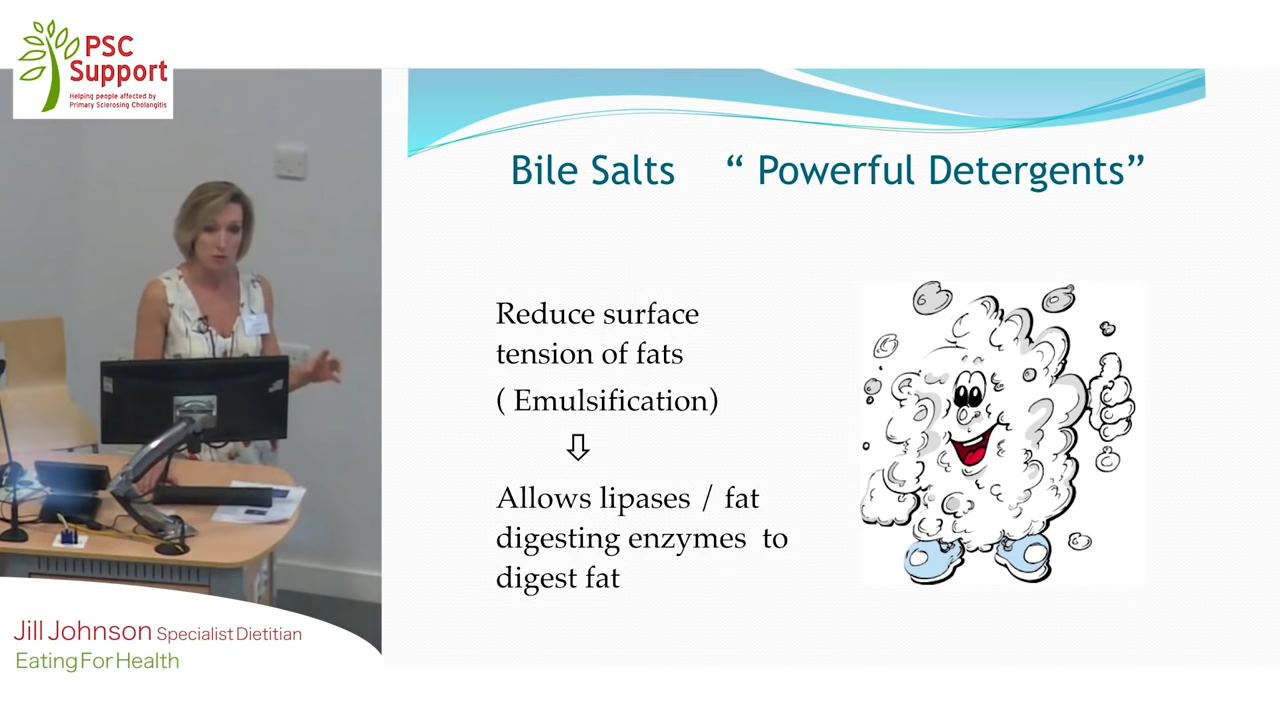 PSC
Support
Helping people affected by
Primary Sclerosing Cholangitis
Bile Salts “ Powerful Detergents”
Reduce surface
tension of fats
( Emulsification)
Allows lipases / fat
digesting enzymes to
digest fat
Jill Johnson Specialist Dietitian
Eating For Health